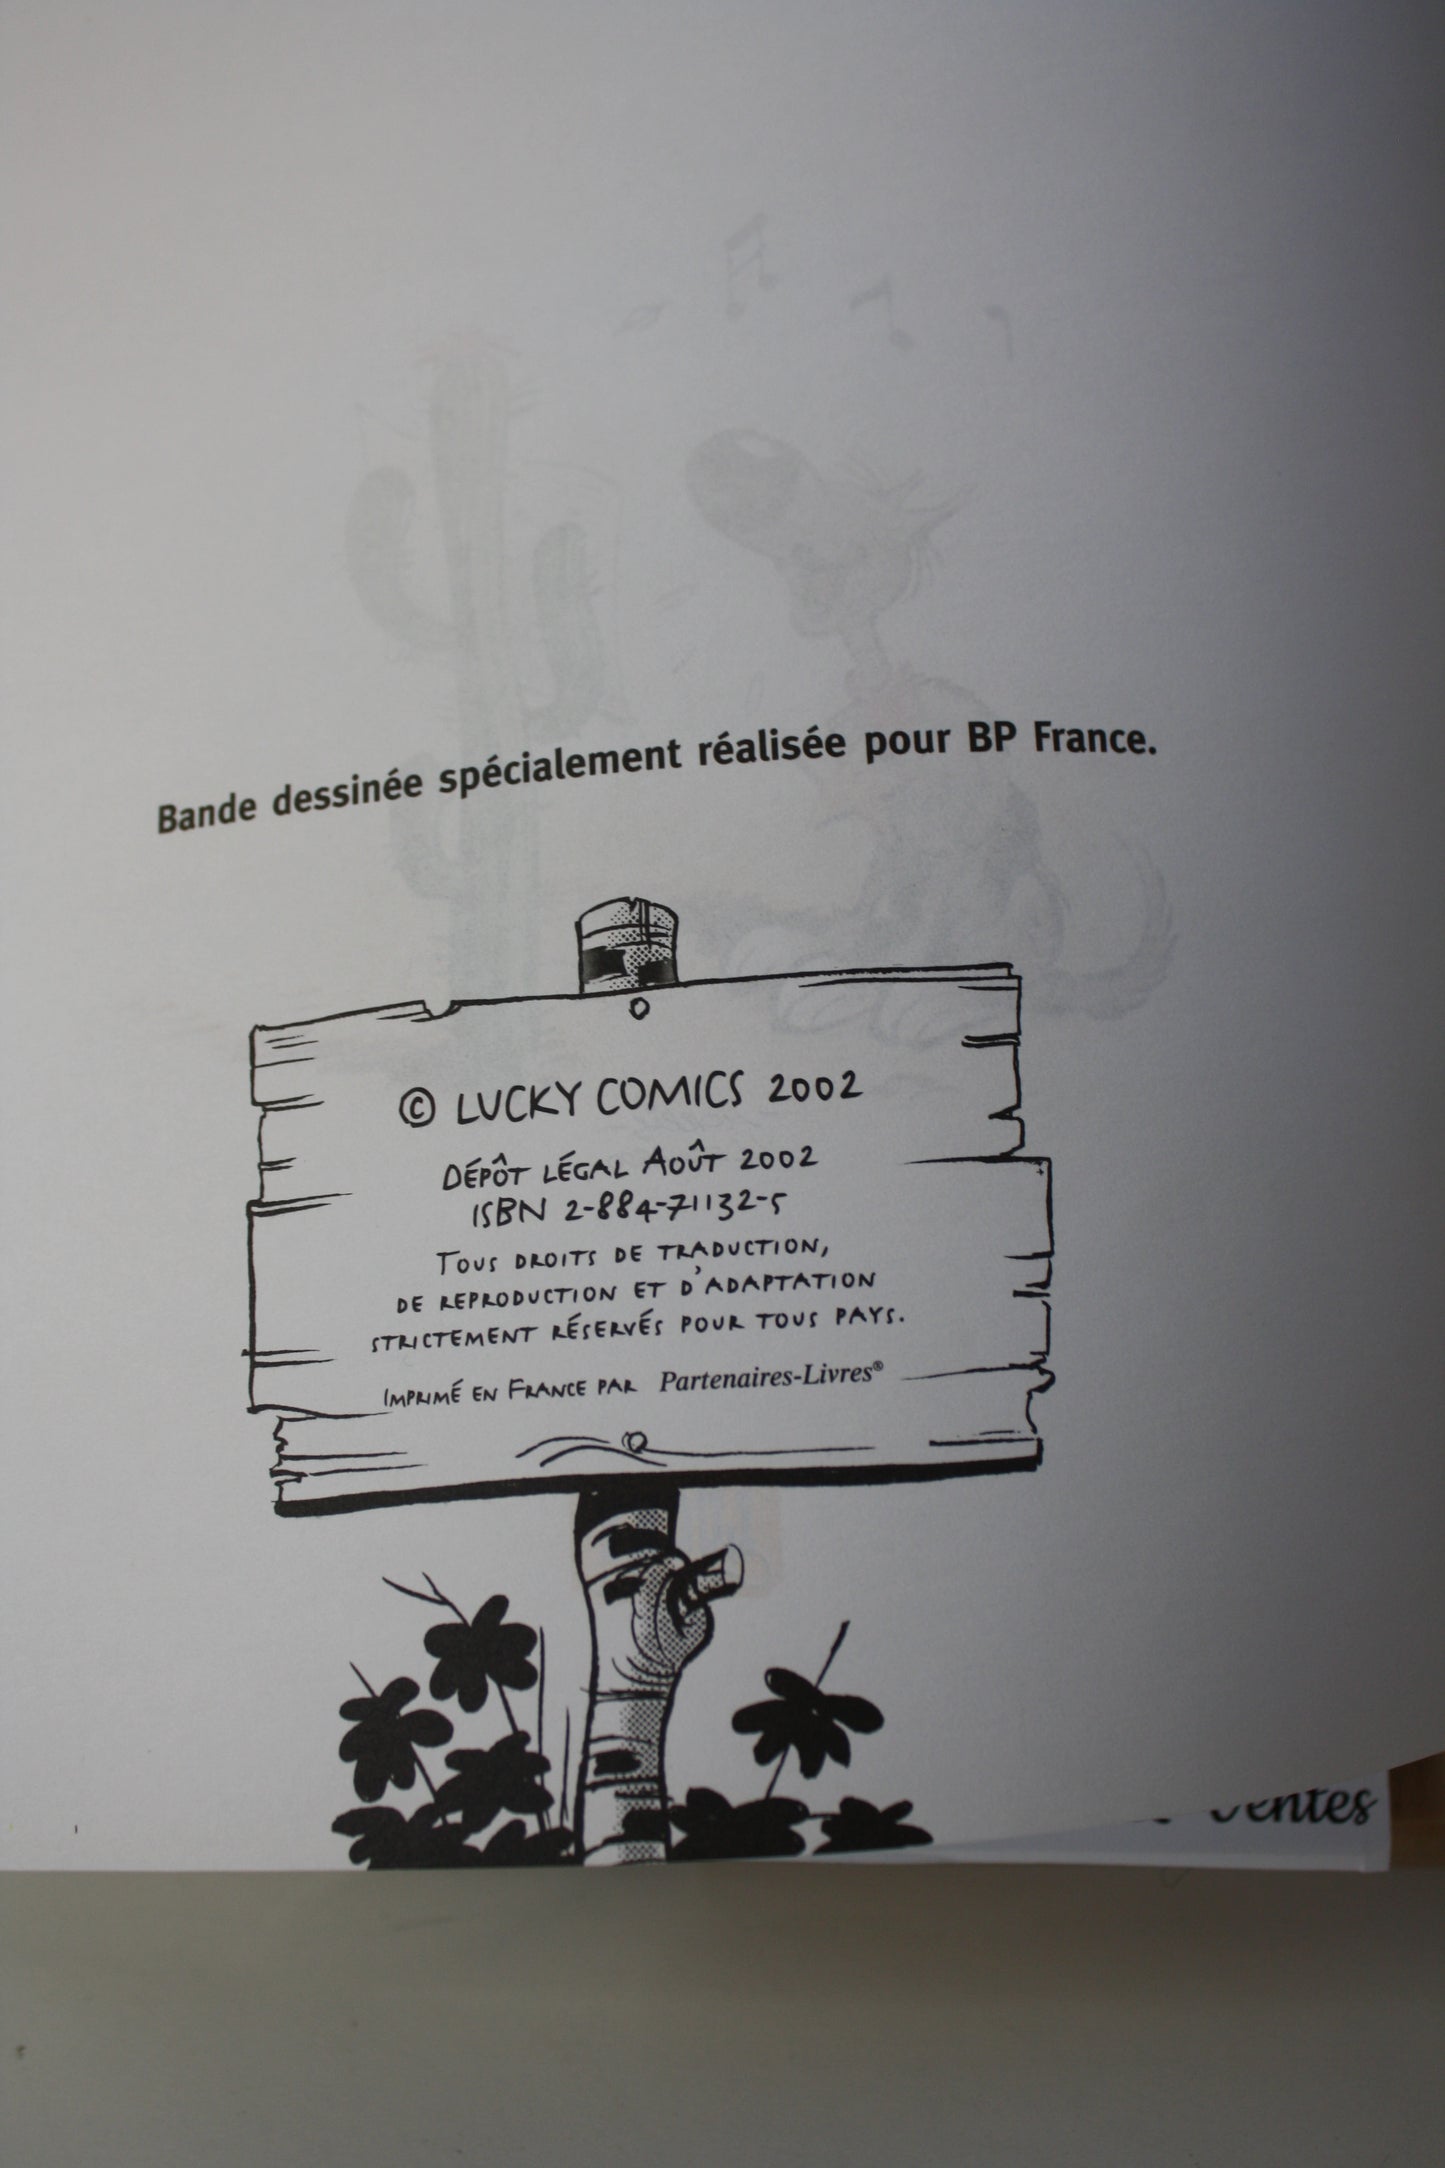 Bande dessinée spécialement réalisée pour BP France.
© LUCKY COMICS 2002
DÉPÔT LÉGAL AOÛT 2002
ISBN 2-884-71132-5
TOUS DROITS DE TRADUCTION,
DE REPRODUCTION ET D'ADAPTATION
STRICTEMENT RÉSERVÉS POUR TOUS PAYS.
IMPRIMÉ EN FRANCE PAR Partenaires-Livres®